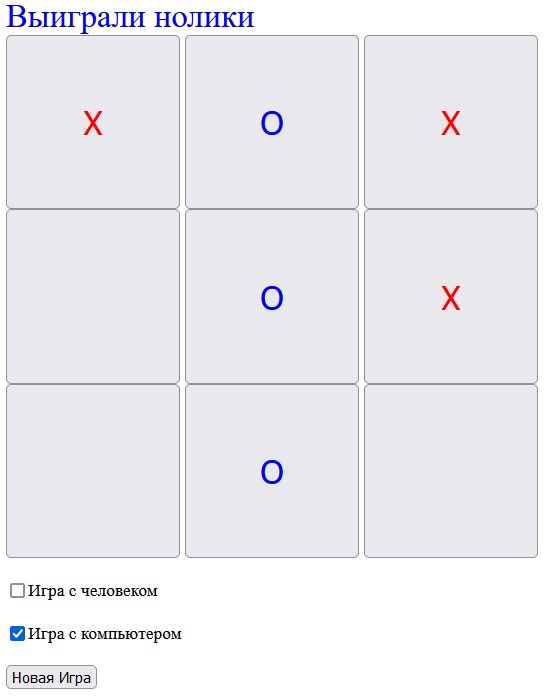 Выиграли нолики
X O X
O X
O
Игра с человеком
Игра с компьютером
Новая Игра